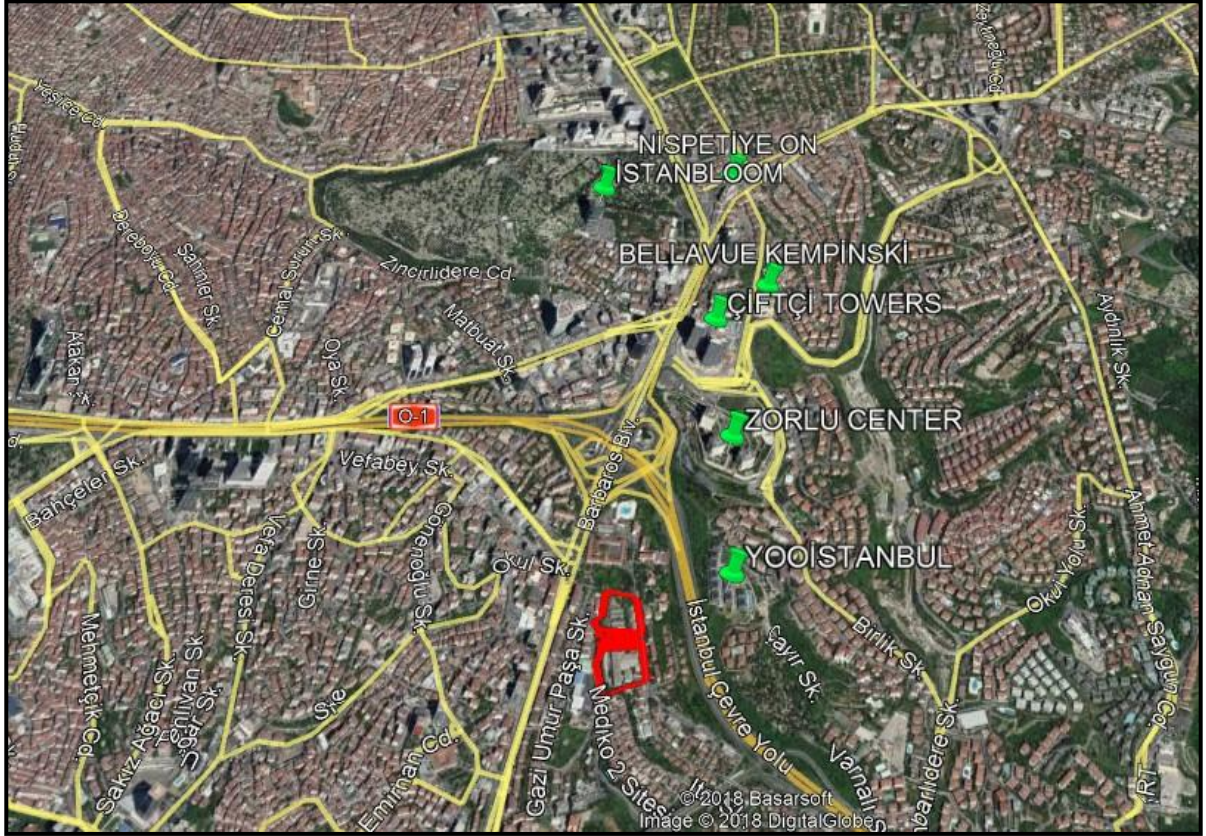 Zeytinoğlu Cd.
Yeşilce Cd.
NİSPETİYE ON
İSTANBLOOM
Dereboyu Cd.
Şahinler Sk.
Cemal Sururi Sk.
Zincirlidere Cd.
BELLAVUE KEMPİNSKİ
ÇİFTÇİ TOWERS
Matbuat Sk.
Aydınlık Sk.
Atakan Sk.
Oya Sk.
O-1
ZORLU CENTER
Vefabey Sk.
Bahçeler Sk.
Barbaros Blv.
Gönenoğlu Sk.
Vefa Deresi Sk.
Girne Sk.
Okul Sk.
YOOİSTANBUL
Okul Yolu Sk.
Ahmet Adnan Saygun Cd.
Birlik Sk.
Çayır Sk.
İstanbul Çevre Yolu
Mehmetçik Cd.
Sakız Ağacı Sk.
Gazi Umur Paşa Sk.
Mediko 2 Sitesi
Emirhan Cd.
© 2018 Basarsoft
Image © 2018 DigitalGlobe